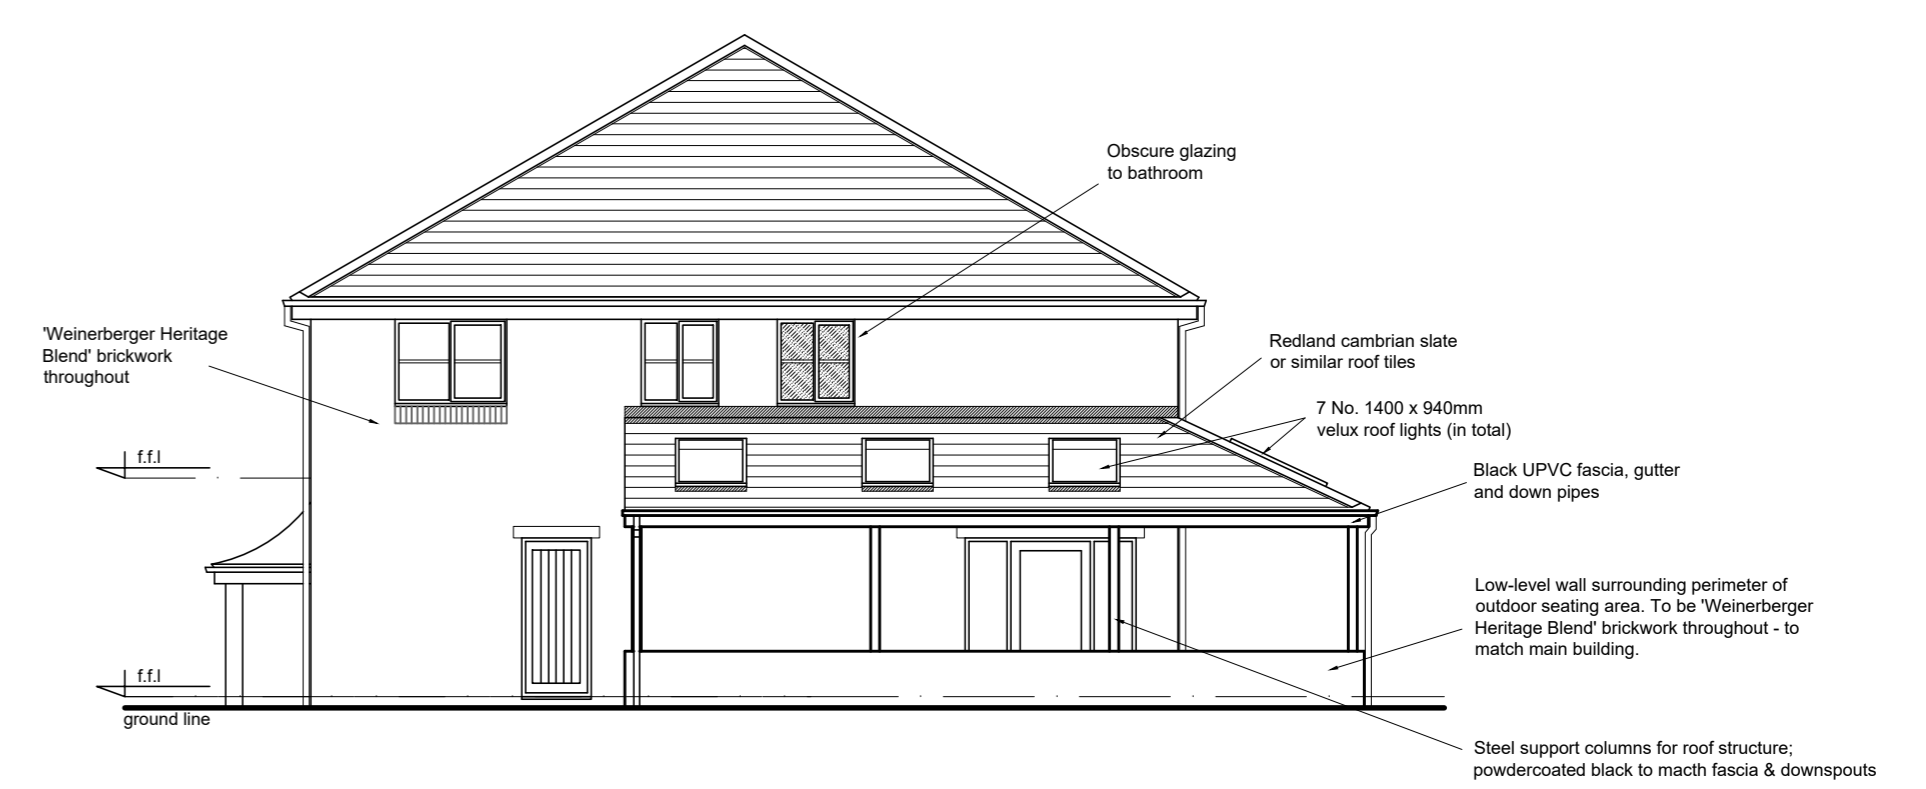 Obscure glazing
to bathroom
'Weinerberger Heritage
Blend' brickwork
throughout
Redland cambrian slate
or similar roof tiles
7 No. 1400 x 940mm
velux roof lights (in total)
f.f.l
Black UPVC fascia, gutter
and down pipes
Low-level wall surrounding perimeter of
outdoor seating area. To be 'Weinerberger
Heritage Blend' brickwork throughout - to
match main building.
f.f.l
ground line
Steel support columns for roof structure;
powdercoated black to macth fascia & downspouts